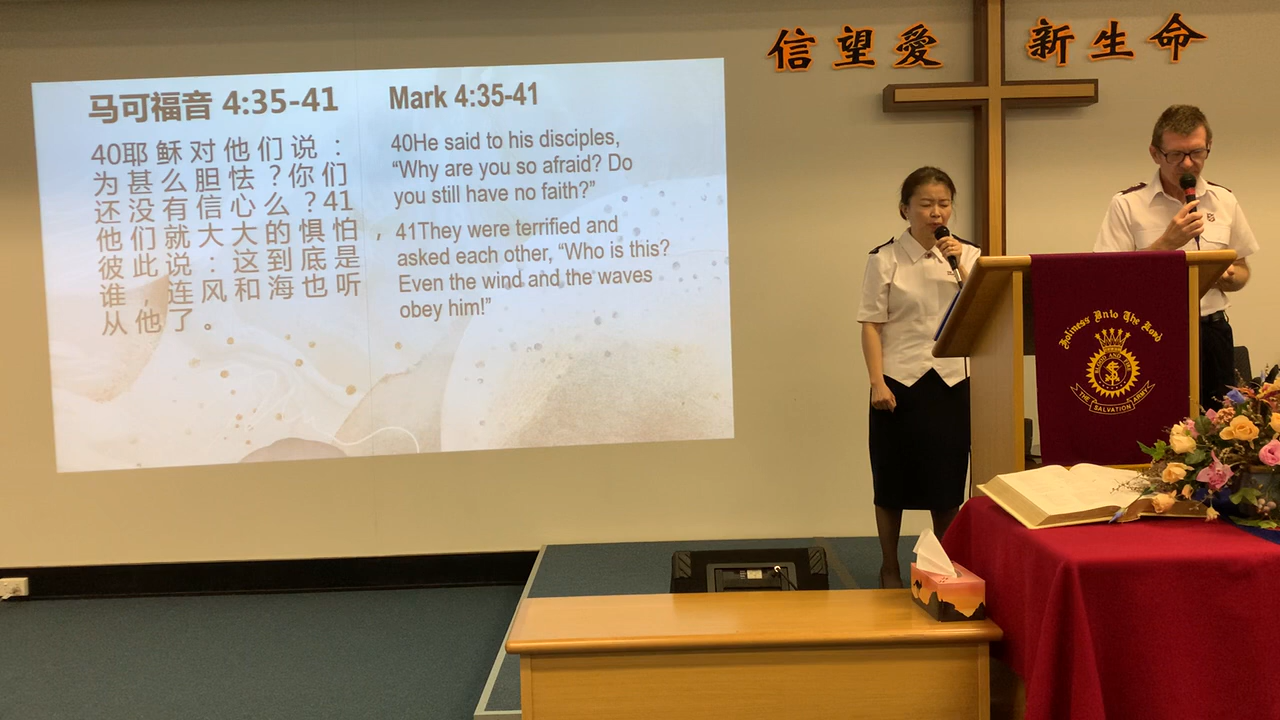 马可福音 4:35-41
40耶稣对他们说：
为甚么胆怯？你们
还没有信心么？41
他们就大大的惧怕，
彼此说：这到底是
谁，连风和海也听
从他了。
Mark 4:35-41
40He said to his disciples,
“Why are you so afraid? Do
you still have no faith?”
41They were terrified and
asked each other, “Who is this?
Even the wind and the waves
obey him!”
信望愛 新生命
Holiness Unto The Lord
BLOOD AND FIRE
THE SALVATION ARMY